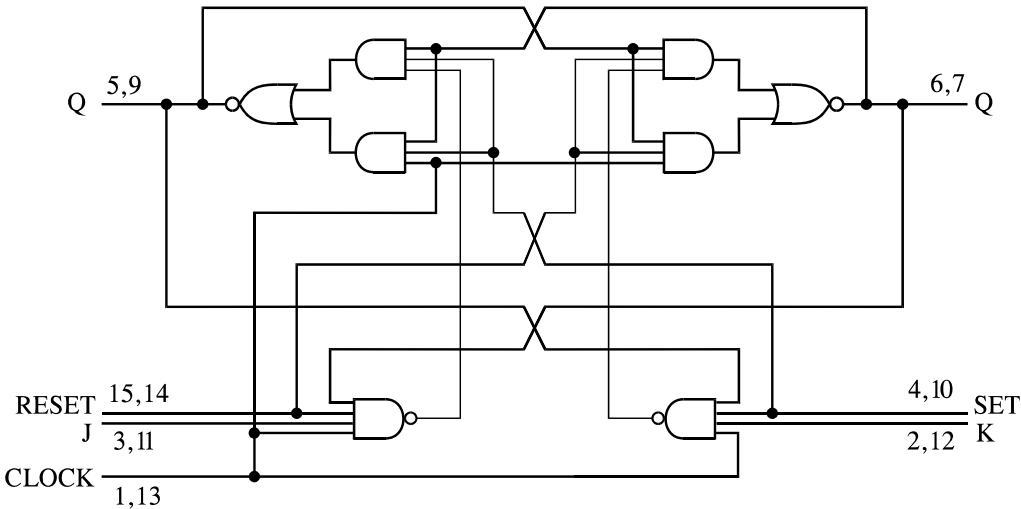 Q 5,9
6,7 Q
RESET 15,14
J 3,11
CLOCK 1,13
4,10 SET
2,12 K